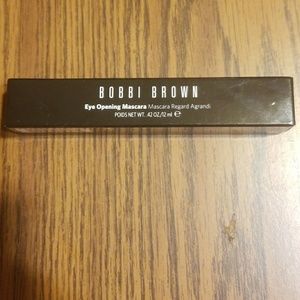 BOBBI BROWN
Eye Opening Mascara Mascara Regard Agrandi
POIDS NET WT. .42 OZ./12 ml ℮